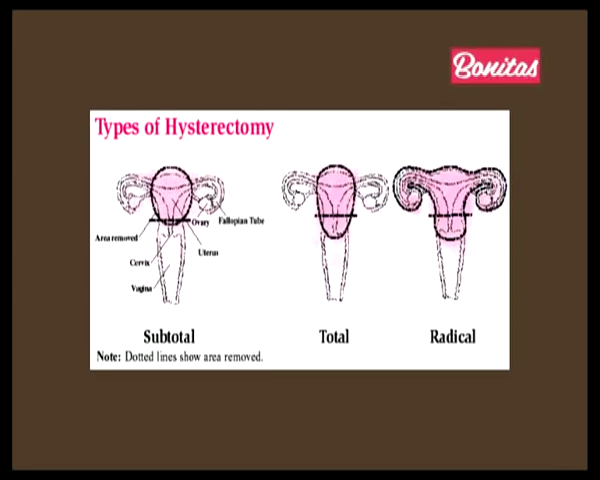 Bonitas
Types of Hysterectomy
Ovary
Fallopian Tube
Area removed
Uterus
Cervix
Vagina
Subtotal
Total
Radical
Note: Dotted lines show area removed.